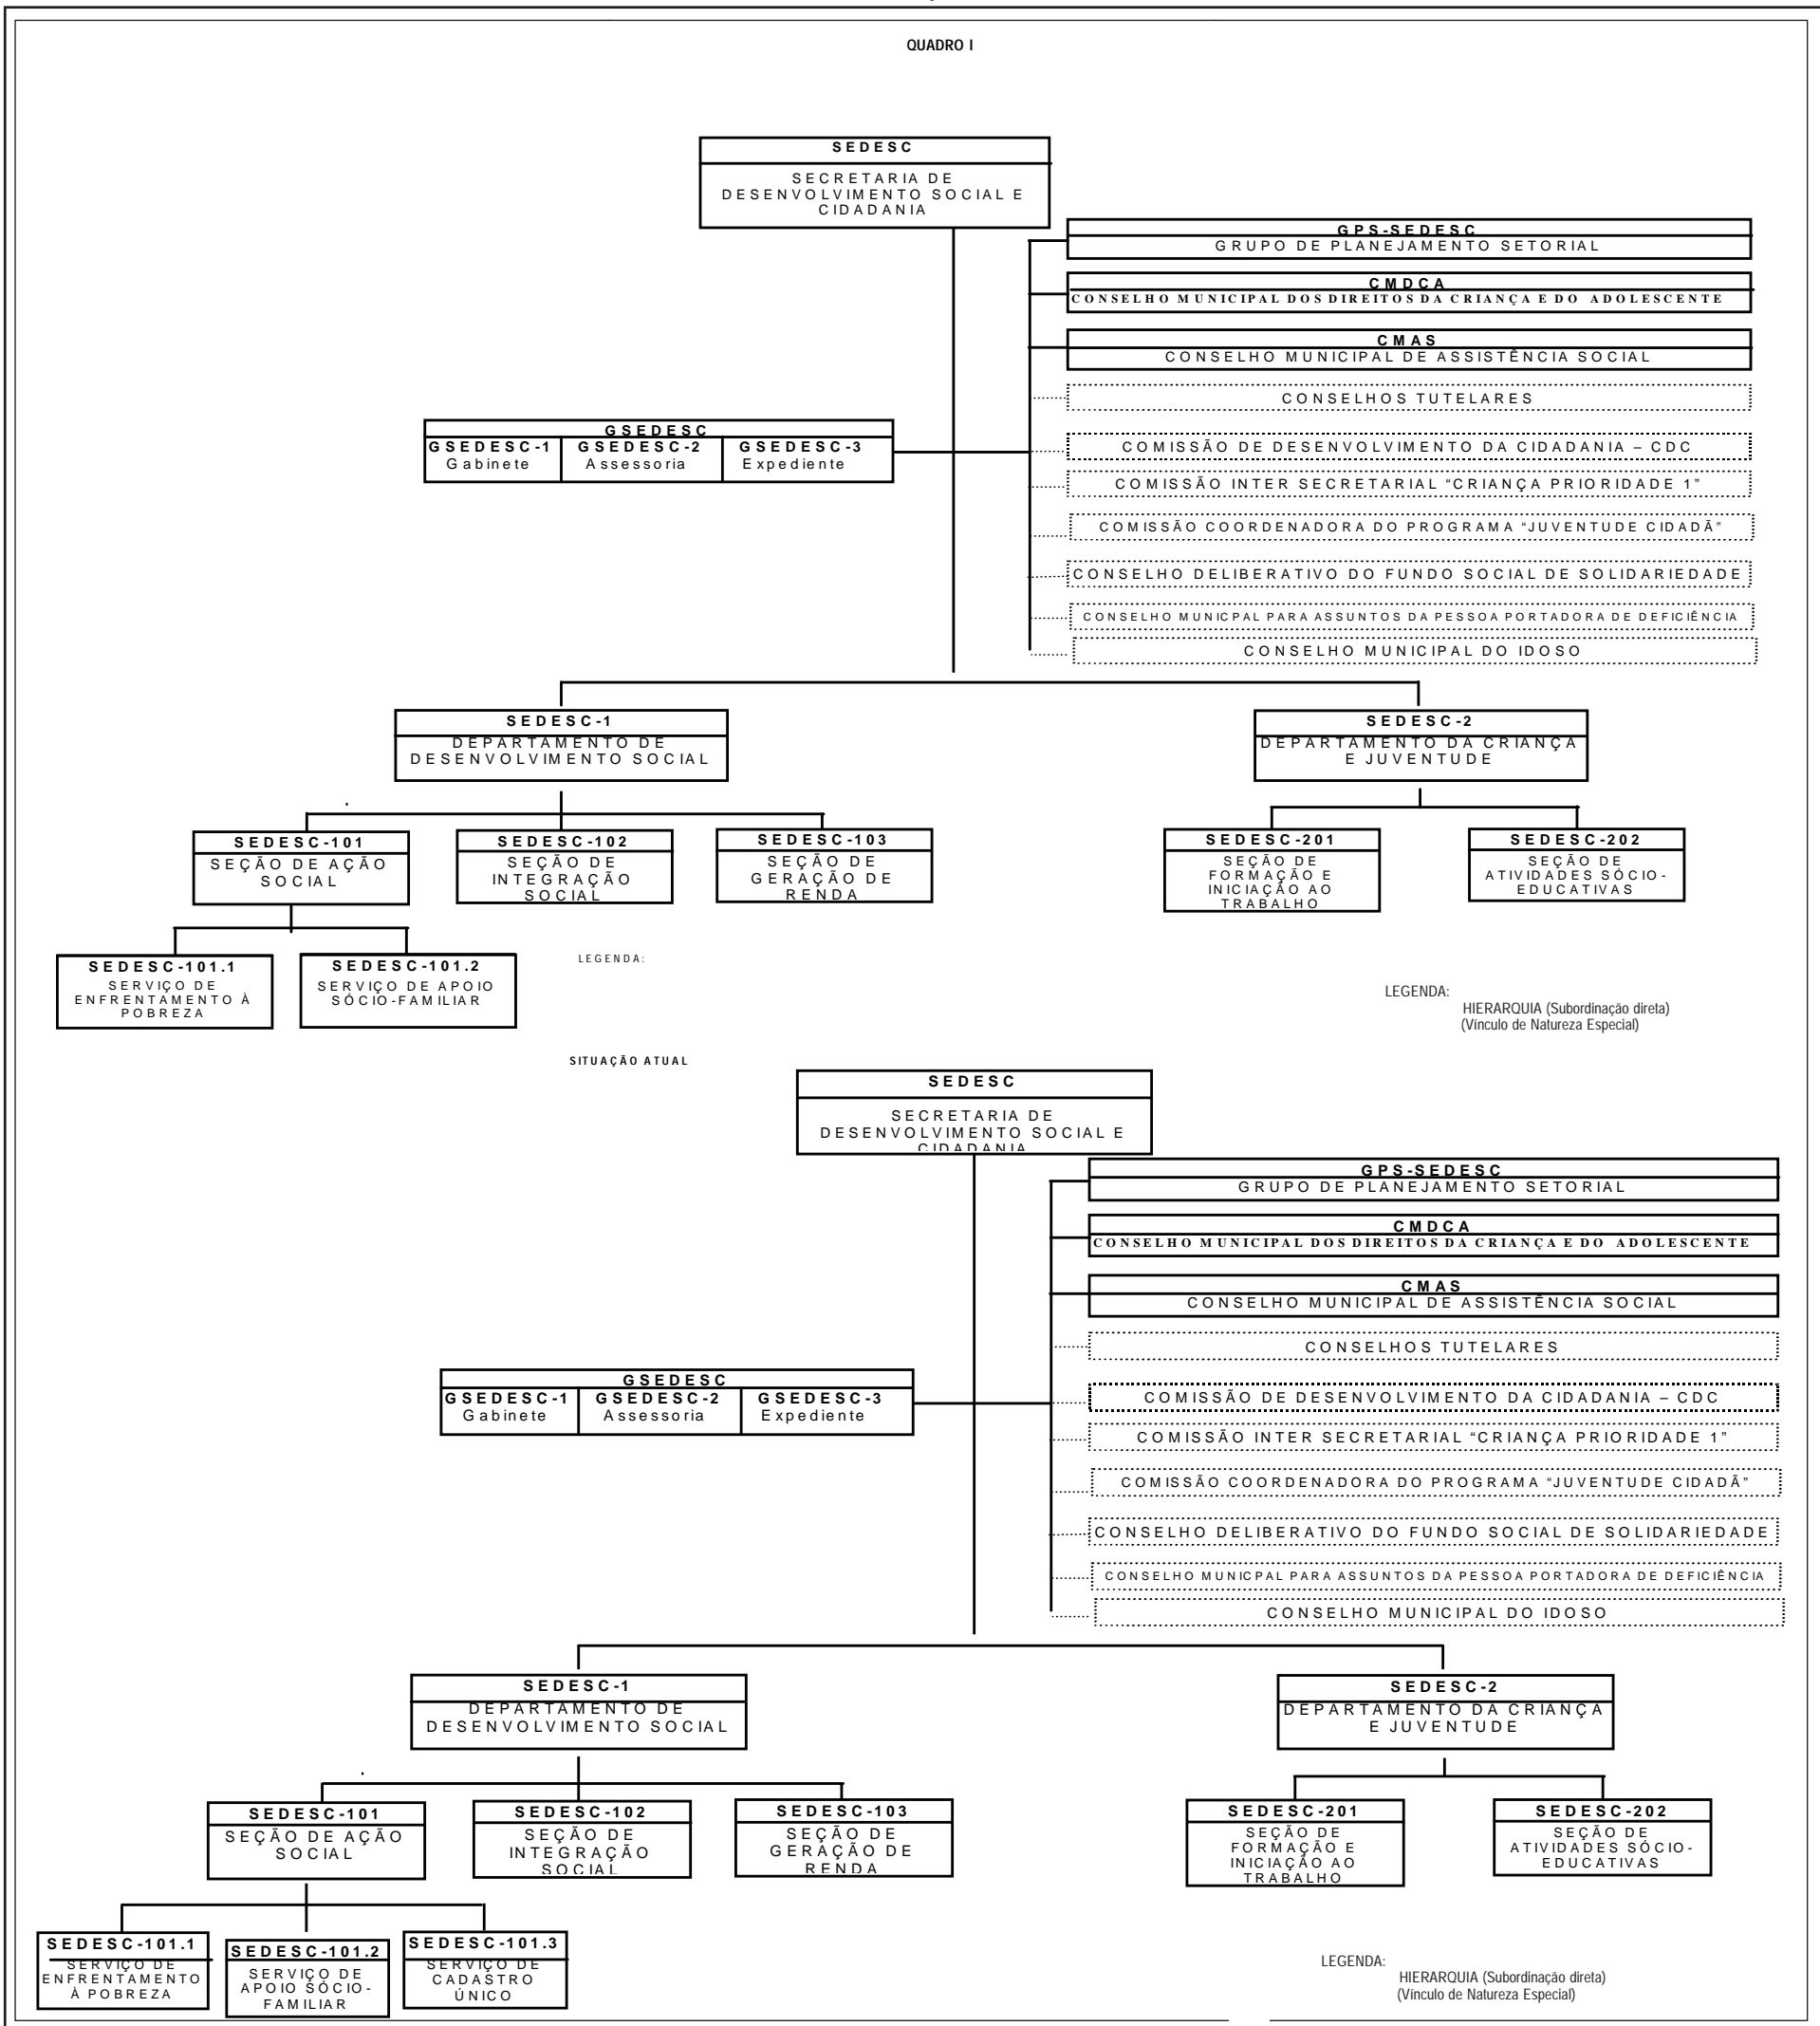 QUADRO I
SEDESC
SECRETARIA DE
DESENVOLVIMENTO SOCIAL E
CIDADANIA
GPS-SEDESC
GRUPO DE PLANEJAMENTO SETORIAL
CMDCA
CONSELHO MUNICIPAL DOS DIREITOS DA CRIANÇA E DO ADOLESCENTE
CMAS
CONSELHO MUNICIPAL DE ASSISTÊNCIA SOCIAL
CONSELHOS TUTELARES
GSEDESC
GSEDESC-1 GSEDESC-2 GSEDESC-3
Gabinete Assessoria Expediente
COMISSÃO DE DESENVOLVIMENTO DA CIDADANIA – CDC
COMISSÃO INTER SECRETARIAL “CRIANÇA PRIORIDADE 1”
COMISSÃO COORDENADORA DO PROGRAMA “JUVENTUDE CIDADÃ”
CONSELHO DELIBERATIVO DO FUNDO SOCIAL DE SOLIDARIEDADE
CONSELHO MUNICPAL PARA ASSUNTOS DA PESSOA PORTADORA DE DEFICIÊNCIA
CONSELHO MUNICIPAL DO IDOSO
SEDESC-1
DEPARTAMENTO DE
DESENVOLVIMENTO SOCIAL
SEDESC-2
DEPARTAMENTO DA CRIANÇA
E JUVENTUDE
SEDESC-101
SEÇÃO DE AÇÃO
SOCIAL
SEDESC-102
SEÇÃO DE
INTEGRAÇÃO
SOCIAL
SEDESC-103
SEÇÃO DE
GERAÇÃO DE
RENDA
SEDESC-201
SEÇÃO DE
FORMAÇÃO E
INICIAÇÃO AO
TRABALHO
SEDESC-202
SEÇÃO DE
ATIVIDADES SÓCIO-
EDUCATIVAS
SEDESC-101.1
SERVIÇO DE
ENFRENTAMENTO À
POBREZA
SEDESC-101.2
SERVIÇO DE APOIO
SÓCIO-FAMILIAR
LEGENDA:
LEGENDA:
HIERARQUIA (Subordinação direta)
(Vínculo de Natureza Especial)
SITUAÇÃO ATUAL
SEDESC
SECRETARIA DE
DESENVOLVIMENTO SOCIAL E
CIDADANIA
GPS-SEDESC
GRUPO DE PLANEJAMENTO SETORIAL
CMDCA
CONSELHO MUNICIPAL DOS DIREITOS DA CRIANÇA E DO ADOLESCENTE
CMAS
CONSELHO MUNICIPAL DE ASSISTÊNCIA SOCIAL
CONSELHOS TUTELARES
GSEDESC
GSEDESC-1 GSEDESC-2 GSEDESC-3
Gabinete Assessoria Expediente
COMISSÃO DE DESENVOLVIMENTO DA CIDADANIA – CDC
COMISSÃO INTER SECRETARIAL “CRIANÇA PRIORIDADE 1”
COMISSÃO COORDENADORA DO PROGRAMA “JUVENTUDE CIDADÃ”
CONSELHO DELIBERATIVO DO FUNDO SOCIAL DE SOLIDARIEDADE
CONSELHO MUNICPAL PARA ASSUNTOS DA PESSOA PORTADORA DE DEFICIÊNCIA
CONSELHO MUNICIPAL DO IDOSO
SEDESC-1
DEPARTAMENTO DE
DESENVOLVIMENTO SOCIAL
SEDESC-2
DEPARTAMENTO DA CRIANÇA
E JUVENTUDE
SEDESC-101
SEÇÃO DE AÇÃO
SOCIAL
SEDESC-102
SEÇÃO DE
INTEGRAÇÃO
SOCIAL
SEDESC-103
SEÇÃO DE
GERAÇÃO DE
RENDA
SEDESC-201
SEÇÃO DE
FORMAÇÃO E
INICIAÇÃO AO
TRABALHO
SEDESC-202
SEÇÃO DE
ATIVIDADES SÓCIO-
EDUCATIVAS
SEDESC-101.1
SERVIÇO DE
ENFRENTAMENTO
À POBREZA
SEDESC-101.2
SERVIÇO DE
APOIO SÓCIO-
FAMILIAR
SEDESC-101.3
SERVIÇO DE
CADASTRO
ÚNICO
LEGENDA:
HIERARQUIA (Subordinação direta)
(Vínculo de Natureza Especial)